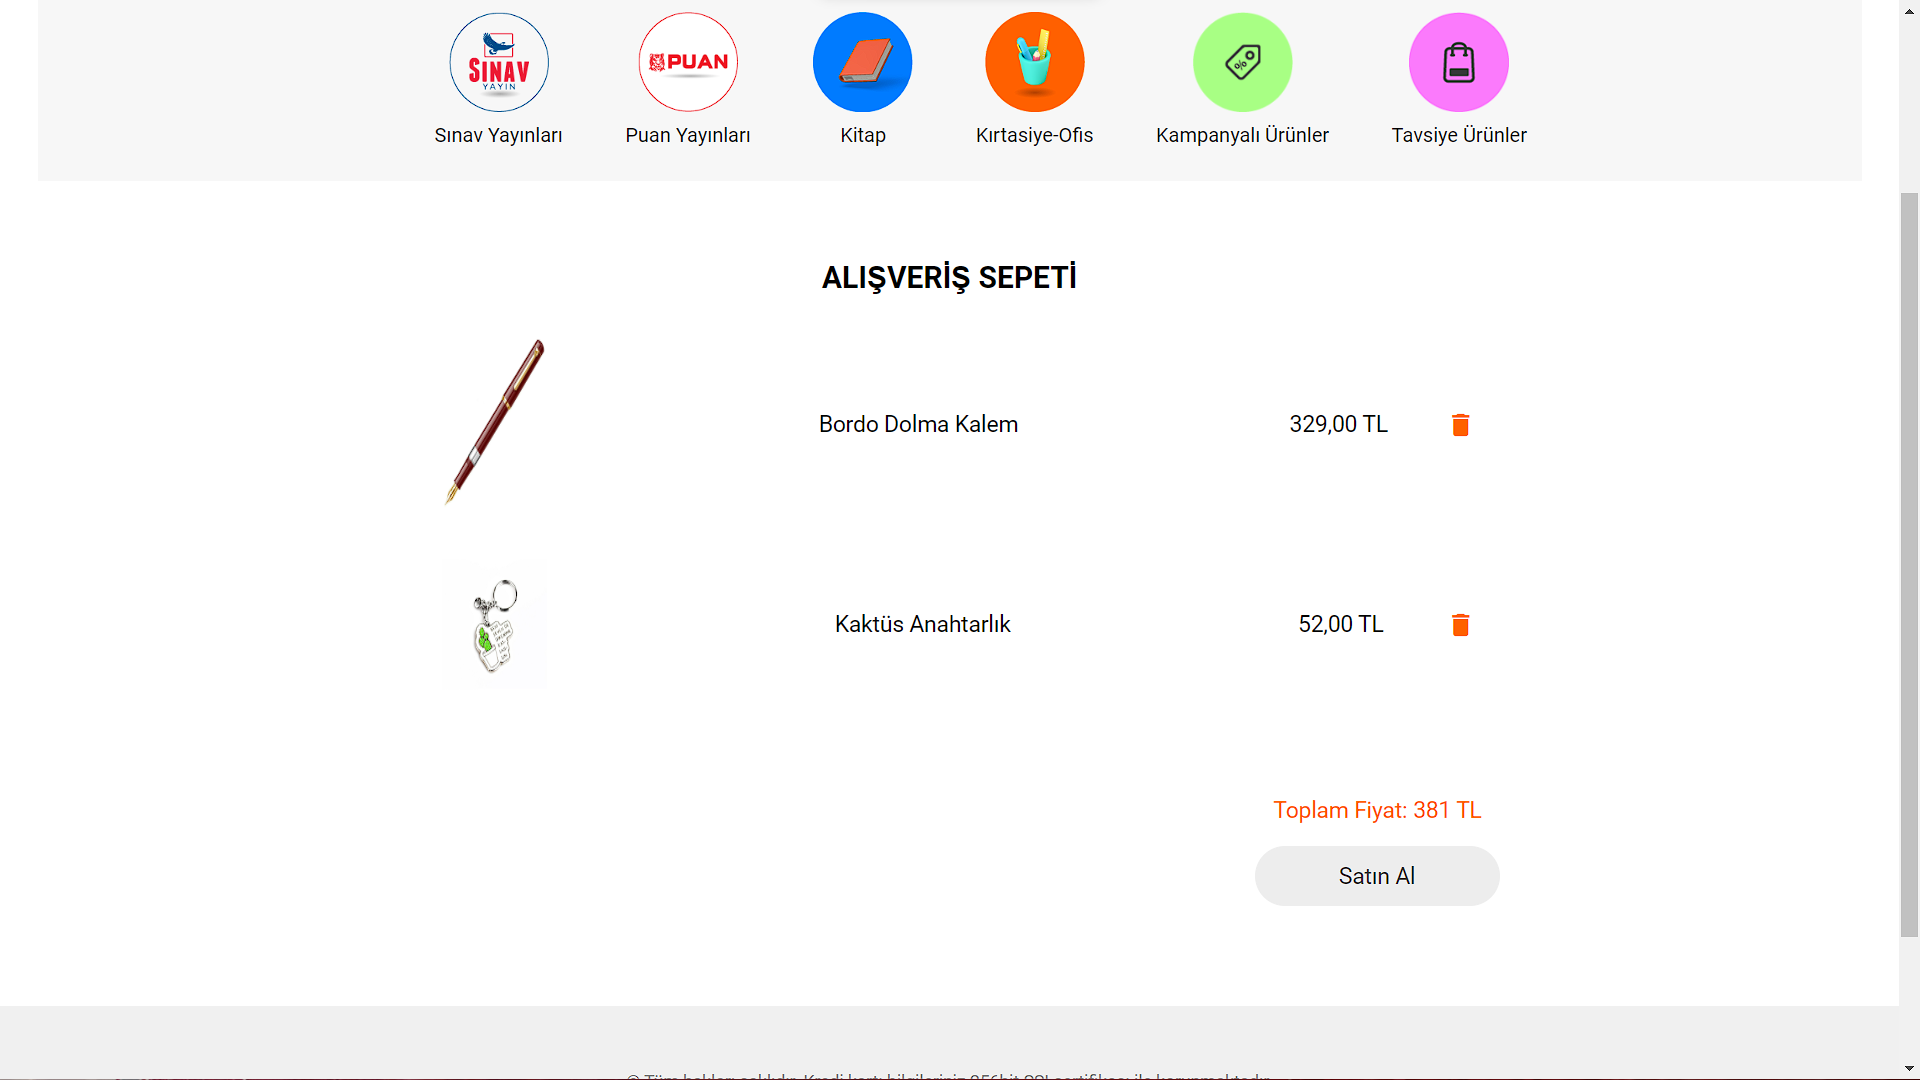 SINAV
YAYIN
PUAN
Sınav Yayınları
Puan Yayınları
Kitap
Kırtasiye-Ofis
Kampanyalı Ürünler
Tavsiye Ürünler
ALIŞVERİŞ SEPETİ
Bordo Dolma Kalem
329,00 TL
Kaktüs Anahtarlık
52,00 TL
Toplam Fiyat: 381 TL
Satın Al